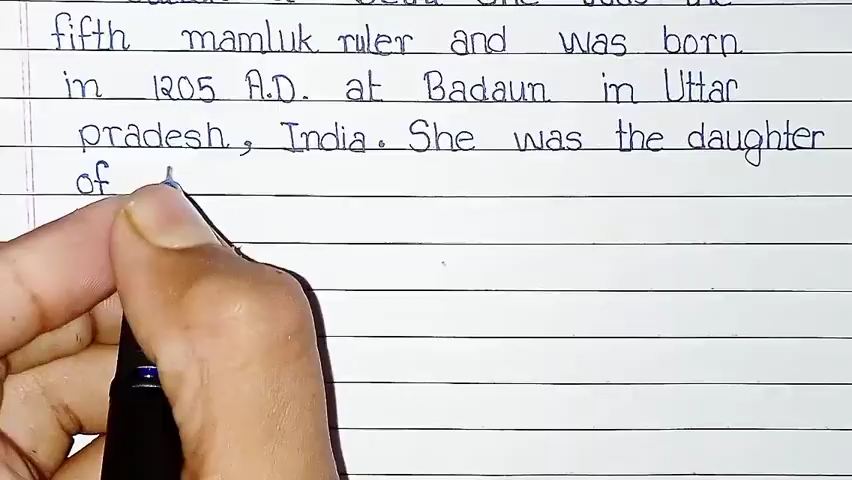 fifth mamluk ruler and was born
in 1205 A.D. at Badaun in Uttar
pradesh, India. She was the daughter
of